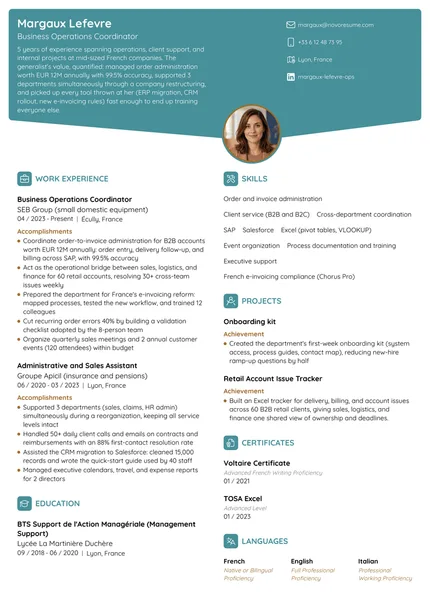 Margaux Lefevre
Business Operations Coordinator
5 years of experience spanning operations, client support, and
internal projects at mid-sized French companies. The
generalist's value, quantified: managed order administration
worth EUR 12M annually with 99.5% accuracy, supported 3
departments simultaneously through a company restructuring,
and picked up every tool thrown at her (ERP migration, CRM
rollout, new e-invoicing rules) fast enough to end up training
everyone else.
margaux@novoresume.com
+33 6 12 48 73 95
Lyon, France
margaux-lefevre-ops
WORK EXPERIENCE
Business Operations Coordinator
SEB Group (small domestic equipment)
04 / 2023 - Present | Écully, France
Accomplishments
• Coordinate order-to-invoice administration for B2B accounts
worth EUR 12M annually: order entry, delivery follow-up, and
billing across SAP, with 99.5% accuracy
• Act as the operational bridge between sales, logistics, and
finance for 60 retail accounts, resolving 30+ cross-team
issues weekly
• Prepared the department for France's e-invoicing reform:
mapped processes, tested the new workflow, and trained 12
colleagues
• Cut recurring order errors 40% by building a validation
checklist adopted by the 8-person team
• Organize quarterly sales meetings and 2 annual customer
events (120 attendees) within budget
Administrative and Sales Assistant
Groupe Apicil (insurance and pensions)
06 / 2020 - 03 / 2023 | Lyon, France
Accomplishments
• Supported 3 departments (sales, claims, HR admin)
simultaneously during a reorganization, keeping all service
levels intact
• Handled 50+ daily client calls and emails on contracts and
reimbursements with an 88% first-contact resolution rate
• Assisted the CRM migration to Salesforce: cleaned 15,000
records and wrote the quick-start guide used by 40 staff
• Managed executive calendars, travel, and expense reports
for 2 directors
EDUCATION
BTS Support de l'Action Managériale (Management
Support)
Lycée La Martinière Duchère
09 / 2018 - 06 / 2020 | Lyon, France
SKILLS
Order and invoice administration
Client service (B2B and B2C) Cross-department coordination
SAP Salesforce Excel (pivot tables, VLOOKUP)
Event organization Process documentation and training
Executive support
French e-invoicing compliance (Chorus Pro)
PROJECTS
Onboarding kit
Achievement
• Created the department's first-week onboarding kit (system
access, process guides, contact map), reducing new-hire
ramp-up questions by half
Retail Account Issue Tracker
Achievement
• Built an Excel tracker for delivery, billing, and account issues
across 60 B2B retail clients, giving sales, logistics, and
finance one shared view of ownership and deadlines.
CERTIFICATES
Voltaire Certificate
Advanced French Writing Proficiency
01 / 2021
TOSA Excel
Advanced Level
01 / 2023
LANGUAGES
French English Italian
Native or Bilingual Full Professional Professional
Proficiency Proficiency Working Proficiency